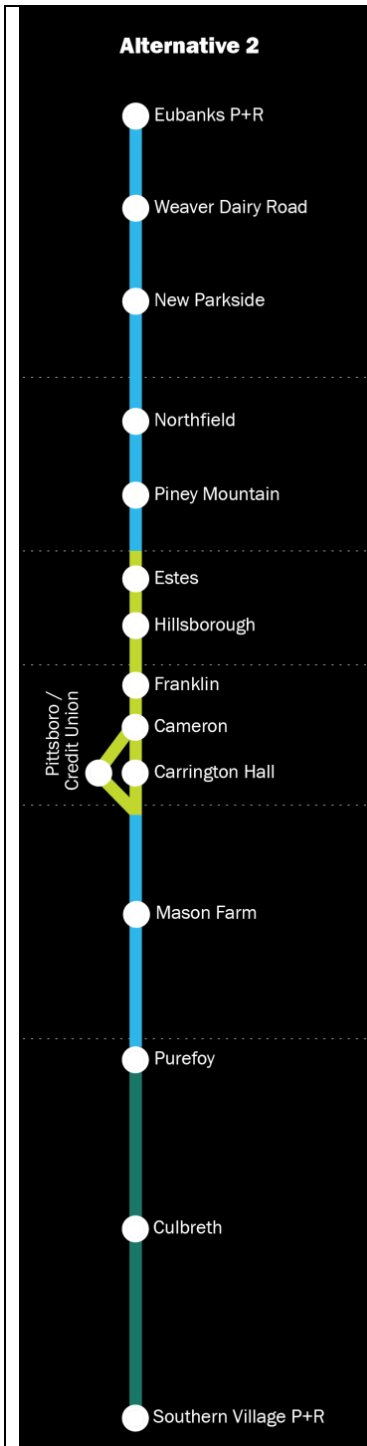 Alternative 2
Eubanks P+R
Weaver Dairy Road
New Parkside
Northfield
Piney Mountain
Estes
Hillsborough
Franklin
Cameron
Pittsboro /
Credit Union
Carrington Hall
Mason Farm
Purefoy
Culbreth
Southern Village P+R